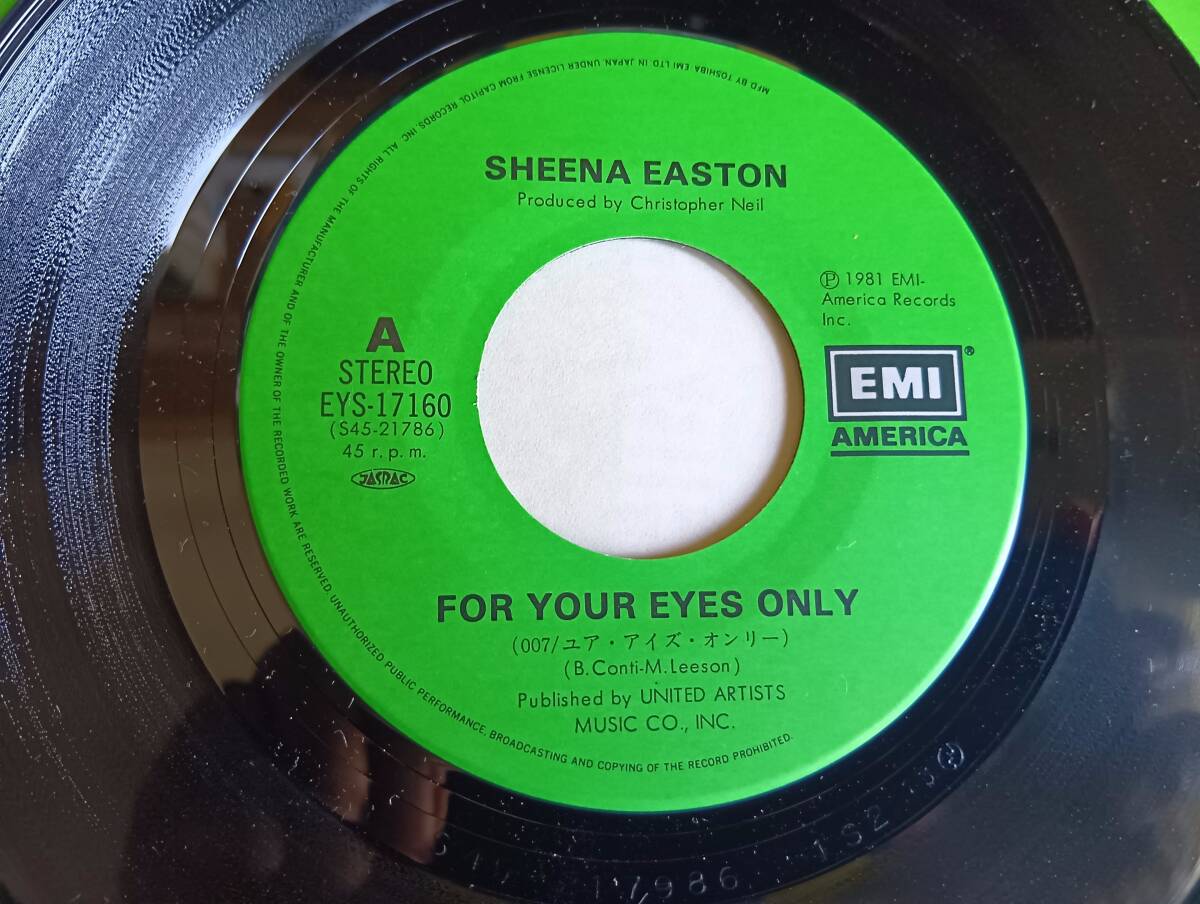 MFD BY TOSHIBA EMI LTD IN JAPAN UNDER LICENSE FROM CAPITOL RECORDS, INC. ALL RIGHTS OF THE MANUFACTURER AND OF THE OWNER OF THE RECORDED WORK ARE RESERVED. UNAUTHORIZED PUBLIC PERFORMANCE, BROADCASTING AND COPYING OF THE RECORD PROHIBITED.
SHEENA EASTON
Produced by Christopher Neil
Ⓟ 1981 EMI-
America Records
Inc.
A
STEREO
EYS-17160
(S45-21786)
45 r.p.m.
JASRAC
EMI®
AMERICA
FOR YOUR EYES ONLY
(007/ユア・アイズ・オンリー)
(B.Conti-M.Leeson)
Published by UNITED ARTISTS
MUSIC CO., INC.
1S2